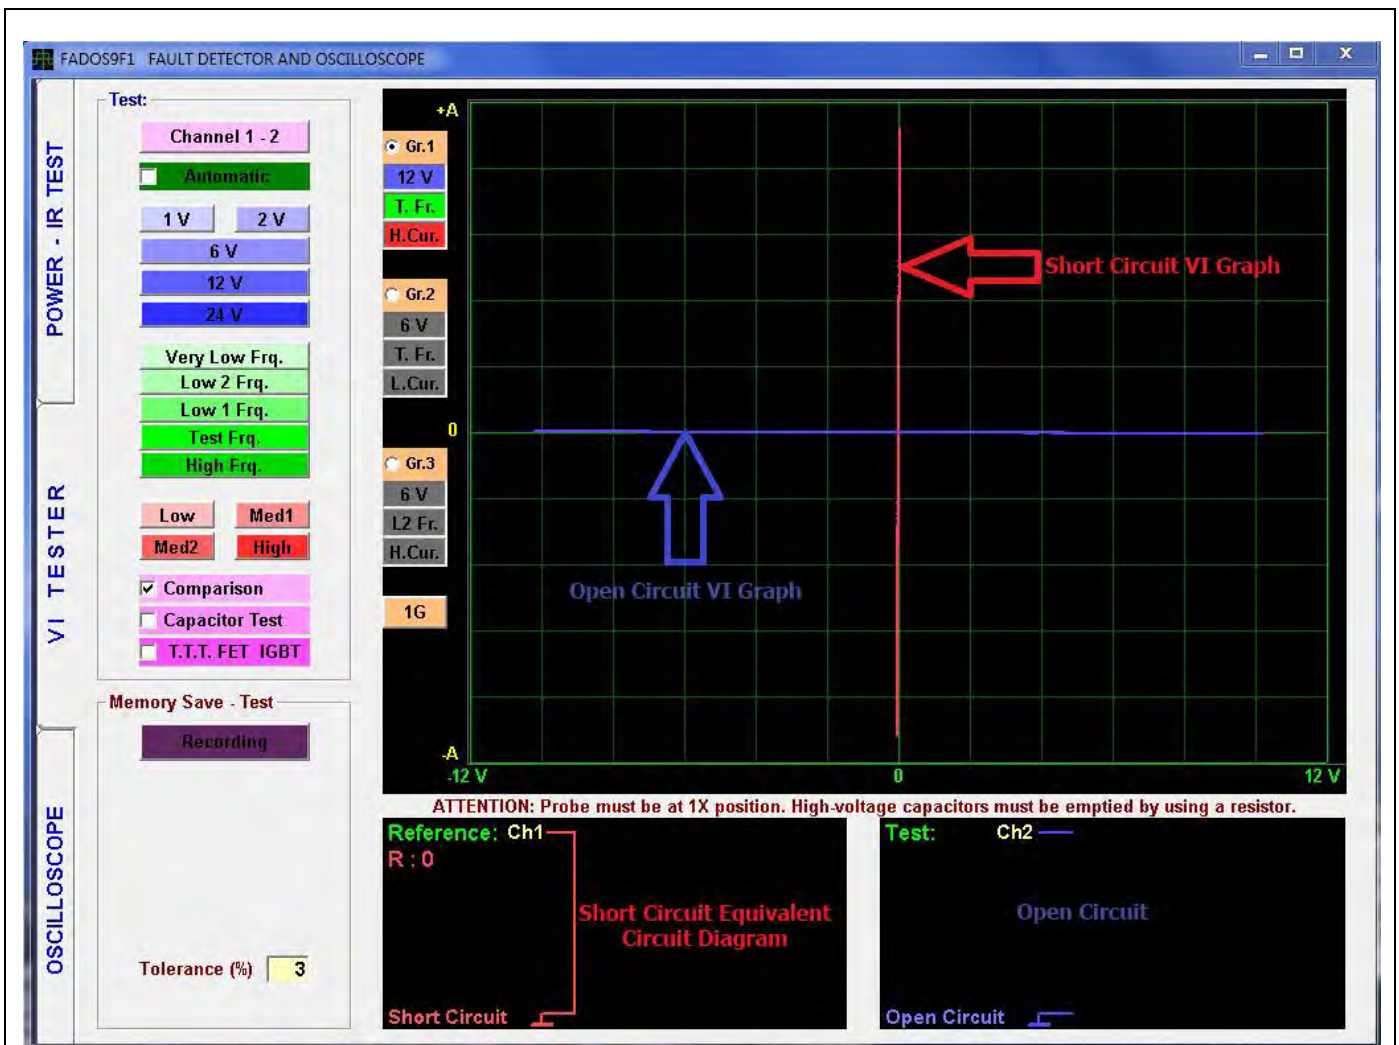 FADOS9F1 FAULT DETECTOR AND OSCILLOSCOPE
POWER - IR TEST
VI TESTER
OSCILLOSCOPE
Test:
Channel 1 - 2
Automatic
1 V 2 V
6 V
12 V
24 V
Very Low Frq.
Low 2 Frq.
Low 1 Frq.
Test Frq.
High Frq.
Low Med1
Med2 High
Comparison
Capacitor Test
T.T.T. FET IGBT
Memory Save - Test
Recording
Tolerance (%) 3
Gr.1
12 V
T. Fr.
H.Cur.
Gr.2
6 V
T. Fr.
L.Cur.
Gr.3
6 V
L2 Fr.
H.Cur.
1G
+A
0
-A
-12 V 0 12 V
Short Circuit VI Graph
Open Circuit VI Graph
ATTENTION: Probe must be at 1X position. High-voltage capacitors must be emptied by using a resistor.
Reference: Ch1
R : 0
Short Circuit Equivalent
Circuit Diagram
Short Circuit
Test: Ch2
Open Circuit
Open Circuit